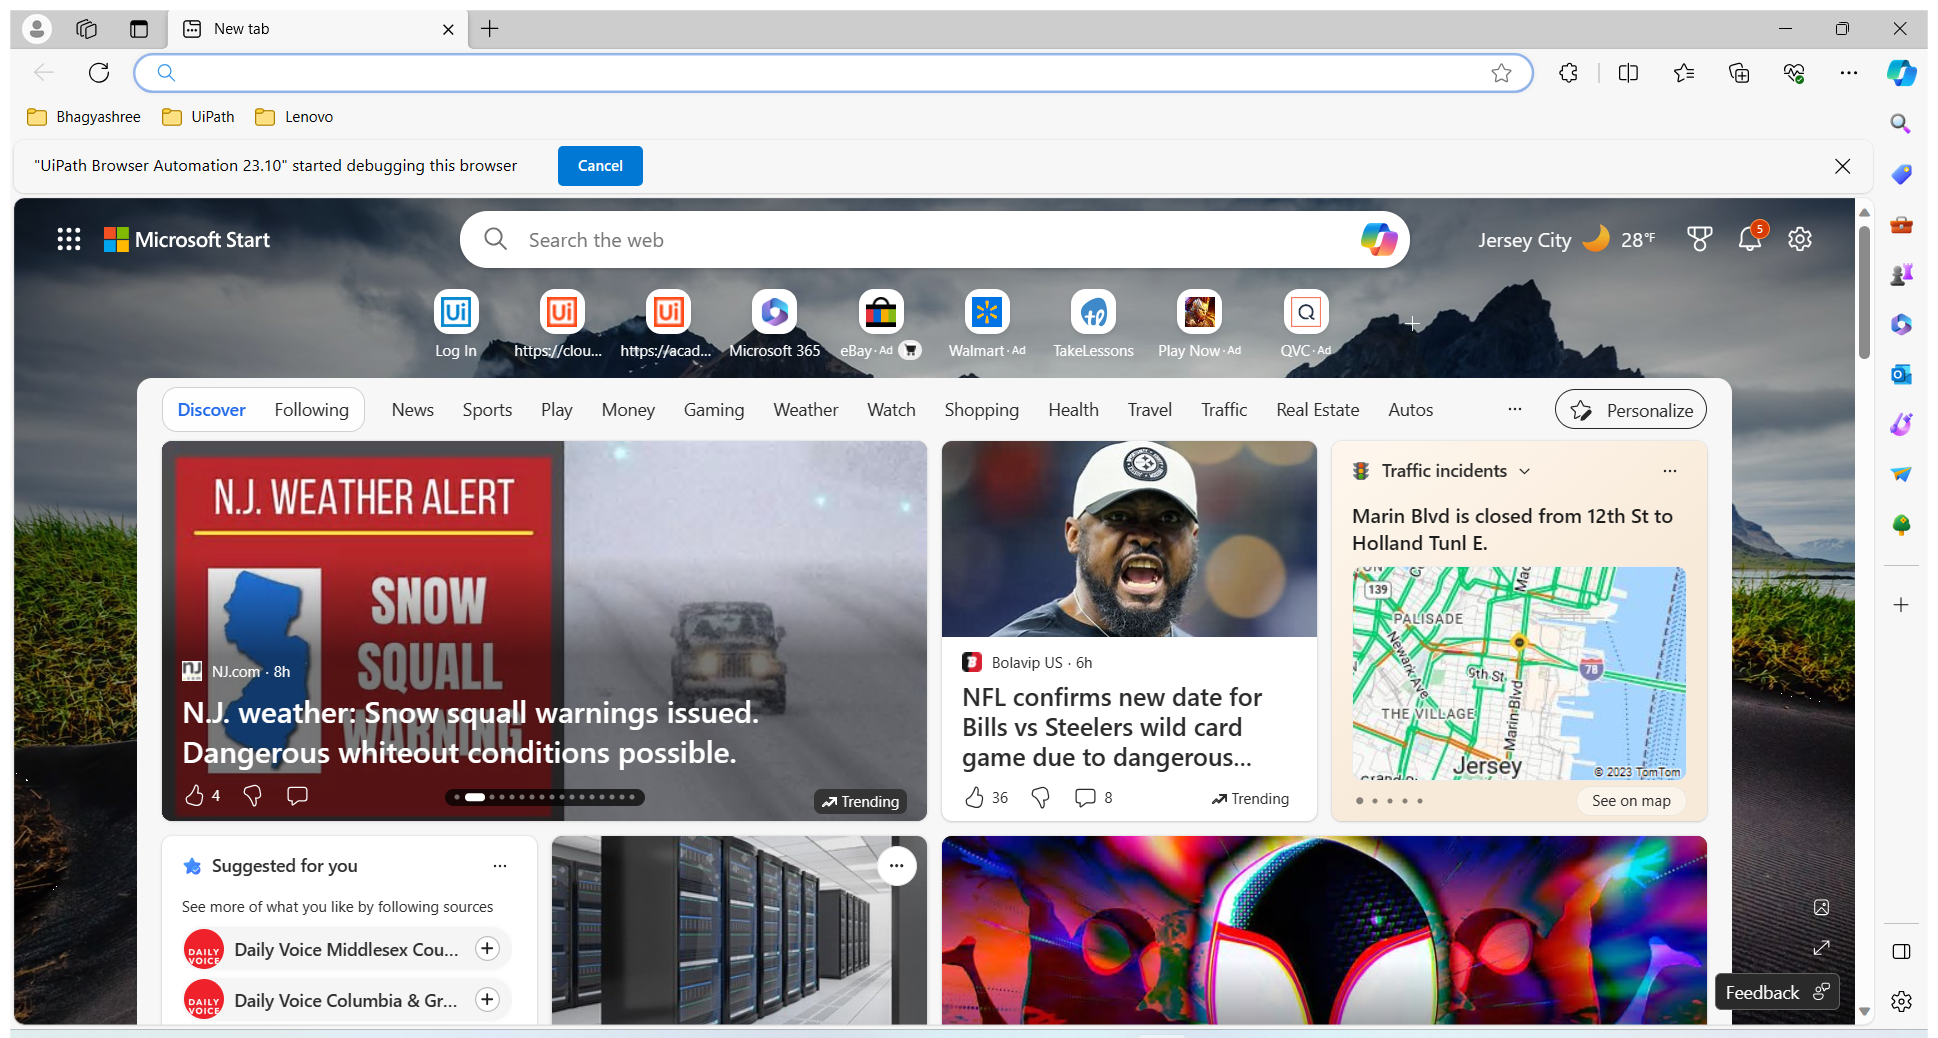 New tab
Bhagyashree
UiPath
Lenovo
"UiPath Browser Automation 23.10" started debugging this browser
Cancel
Microsoft Start
Search the web
Jersey City
28°F
5
Ui
Log In
Ui
https://clou...
Ui
https://acad...
Microsoft 365
eBay · Ad
Walmart · Ad
TakeLessons
Play Now · Ad
QVC · Ad
Discover
Following
News
Sports
Play
Money
Gaming
Weather
Watch
Shopping
Health
Travel
Traffic
Real Estate
Autos
Personalize
N.J. WEATHER ALERT
SNOW
SQUALL
WARNING
NJ.com · 8h
N.J. weather: Snow squall warnings issued.
Dangerous whiteout conditions possible.
4
Trending
Bolavip US · 6h
NFL confirms new date for
Bills vs Steelers wild card
game due to dangerous...
36
8
Trending
Traffic incidents
Marin Blvd is closed from 12th St to
Holland Tunl E.
139
PALISADE
Newark Ave
9th St
78
THE VILLAGE
Marin Blvd
Jersey
© 2023 TomTom
See on map
Suggested for you
See more of what you like by following sources
DAILY
VOICE
Daily Voice Middlesex Cou...
DAILY
VOICE
Daily Voice Columbia & Gr...
Feedback